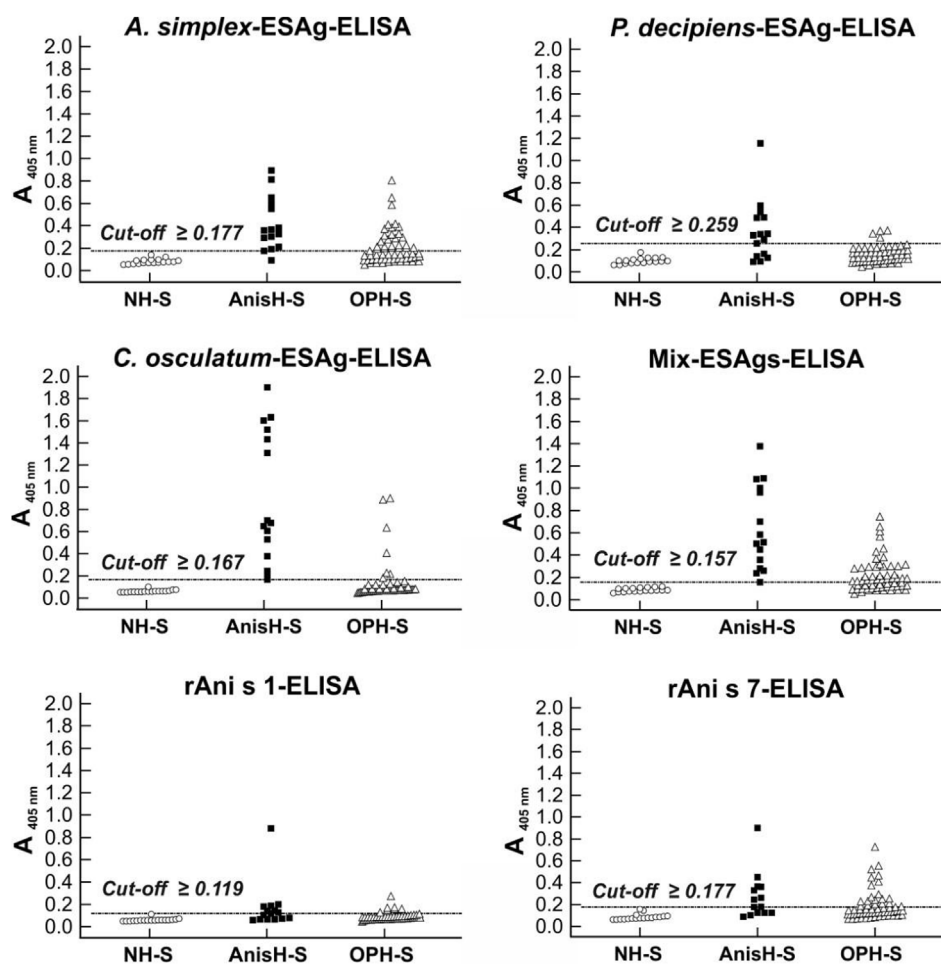 A. simplex-ESAg-ELISA
2.0
1.8
1.6
1.4
1.2
1.0
0.8
0.6
0.4
0.2
0.0
A 405 nm
Cut-off ≥ 0.177
NH-S AnisH-S OPH-S
P. decipiens-ESAg-ELISA
2.0
1.8
1.6
1.4
1.2
1.0
0.8
0.6
0.4
0.2
0.0
A 405 nm
Cut-off ≥ 0.259
NH-S AnisH-S OPH-S
C. osculatum-ESAg-ELISA
2.0
1.8
1.6
1.4
1.2
1.0
0.8
0.6
0.4
0.2
0.0
A 405 nm
Cut-off ≥ 0.167
NH-S AnisH-S OPH-S
Mix-ESAgs-ELISA
2.0
1.8
1.6
1.4
1.2
1.0
0.8
0.6
0.4
0.2
0.0
A 405 nm
Cut-off ≥ 0.157
NH-S AnisH-S OPH-S
rAni s 1-ELISA
2.0
1.8
1.6
1.4
1.2
1.0
0.8
0.6
0.4
0.2
0.0
A 405 nm
Cut-off ≥ 0.119
NH-S AnisH-S OPH-S
rAni s 7-ELISA
2.0
1.8
1.6
1.4
1.2
1.0
0.8
0.6
0.4
0.2
0.0
A 405 nm
Cut-off ≥ 0.177
NH-S AnisH-S OPH-S